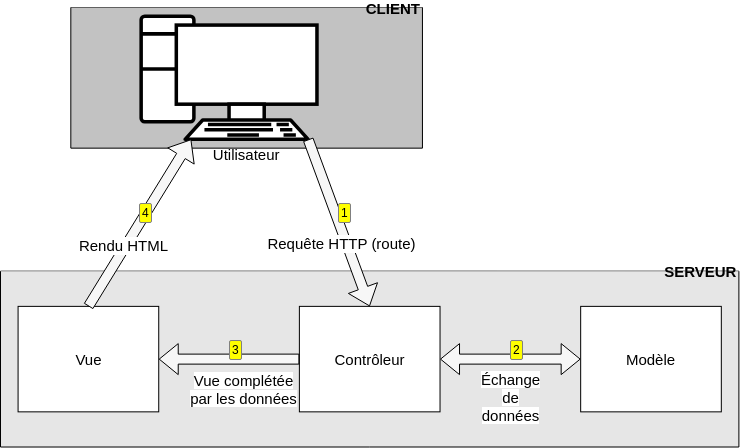 CLIENT
Utilisateur
4
1
Rendu HTML
Requête HTTP (route)
SERVEUR
Vue
3
Vue complétée
par les données
Contrôleur
2
Échange
de
données
Modèle